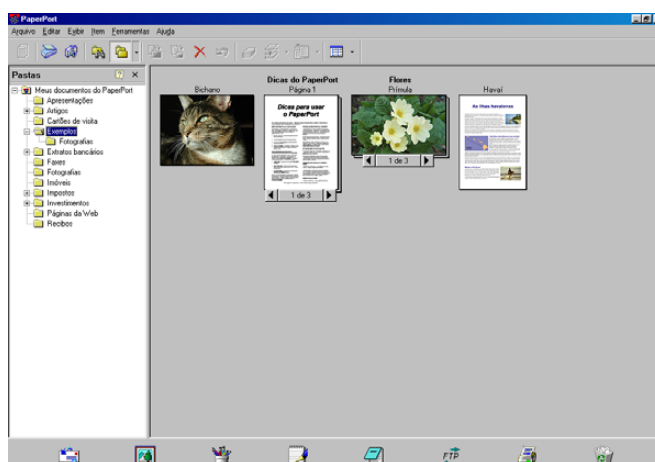 PaperPort
Arquivo Editar Exibir Item Ferramentas Ajuda
Pastas
Meus documentos do PaperPort
Apresentações
Artigos
Cartões de visita
Exemplos
Fotografias
Extratos bancários
Faxes
Fotografias
Imóveis
Impostos
Investimentos
Páginas da Web
Recibos
Bichano
Dicas do PaperPort
Página 1
Dicas para usar
o PaperPort
1 de 3
Flores
Prímula
1 de 3
Havaí
As ilhas havaianas
FTP